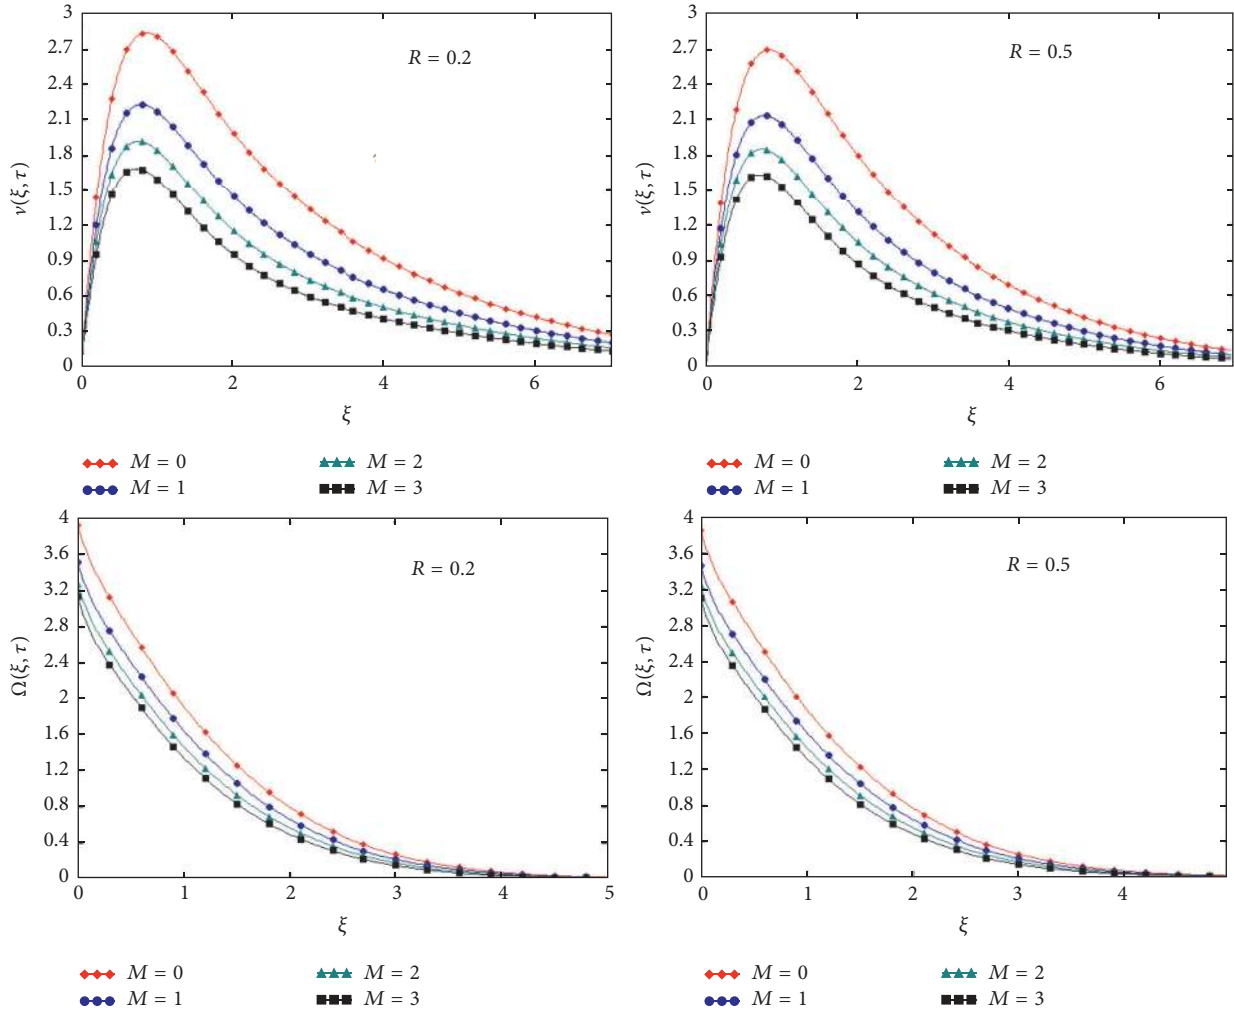 3
2.7
2.4
2.1
1.8
1.5
1.2
0.9
0.6
0.3
0
v(ξ, τ)
R = 0.2
0 2 4 6
ξ
M = 0 M = 2
M = 1 M = 3
3
2.7
2.4
2.1
1.8
1.5
1.2
0.9
0.6
0.3
0
v(ξ, τ)
R = 0.5
0 2 4 6
ξ
M = 0 M = 2
M = 1 M = 3
4
3.6
3.2
2.8
2.4
2
1.6
1.2
0.8
0.4
0
Ω(ξ, τ)
R = 0.2
0 1 2 3 4 5
ξ
M = 0 M = 2
M = 1 M = 3
4
3.6
3.2
2.8
2.4
2
1.6
1.2
0.8
0.4
0
Ω(ξ, τ)
R = 0.5
0 1 2 3 4
ξ
M = 0 M = 2
M = 1 M = 3